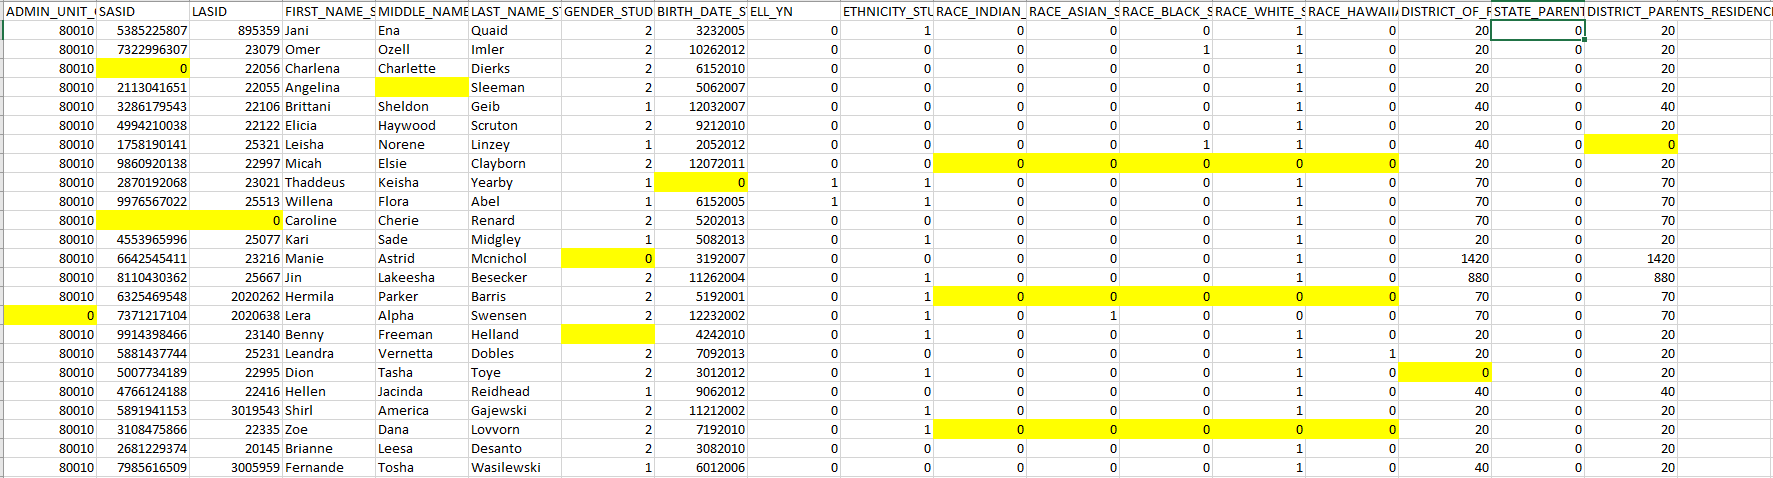 ADMIN_UNIT_ SASID LASID FIRST_NAME_S MIDDLE_NAME LAST_NAME_S GENDER_STUD BIRTH_DATE_S ELL_YN ETHNICITY_STU RACE_INDIAN_ RACE_ASIAN_S RACE_BLACK_S RACE_WHITE_S RACE_HAWAIIA DISTRICT_OF_ STATE_PARENT DISTRICT_PARENTS_RESIDENC
80010 5385225807 895359 Jani Ena Quaid 2 3232005 0 1 0 0 0 1 0 20 0 20
80010 7322996307 23079 Omer Ozell Imler 2 10262012 0 0 0 0 1 1 0 20 0 20
80010 0 22056 Charlena Charlette Dierks 2 6152010 0 0 0 0 0 1 0 20 0 20
80010 2113041651 22055 Angelina Sleeman 2 5062007 0 0 0 0 0 1 0 20 0 20
80010 3286179543 22106 Brittani Sheldon Geib 1 12032007 0 0 0 0 0 1 0 40 0 40
80010 4994210038 22122 Elicia Haywood Scruton 2 9212010 0 0 0 0 0 1 0 20 0 20
80010 1758190141 25321 Leisha Norene Linzey 1 2052012 0 0 0 0 1 1 0 40 0 0
80010 9860920138 22997 Micah Elsie Clayborn 2 12072011 0 0 0 0 0 0 0 20 0 20
80010 2870192068 23021 Thaddeus Keisha Yearby 1 0 1 1 0 0 0 1 0 70 0 70
80010 9976567022 25513 Willena Flora Abel 1 6152005 1 1 0 0 0 1 0 70 0 70
80010 0 Caroline Cherie Renard 2 5202013 0 0 0 0 0 1 0 70 0 70
80010 4553965996 25077 Kari Sade Midgley 1 5082013 0 1 0 0 0 1 0 20 0 20
80010 6642545411 23216 Manie Astrid Mcnichol 0 3192007 0 0 0 0 0 1 0 1420 0 1420
80010 8110430362 25667 Jin Lakeesha Besecker 2 11262004 0 1 0 0 0 1 0 880 0 880
80010 6325469548 2020262 Hermila Parker Barris 2 5192001 0 1 0 0 0 0 0 70 0 70
0 7371217104 2020638 Lera Alpha Swensen 2 12232002 0 1 0 1 0 0 0 70 0 70
80010 9914398466 23140 Benny Freeman Helland 4242010 0 1 0 0 0 1 0 20 0 20
80010 5881437744 25231 Leandra Vernetta Dobles 2 7092013 0 0 0 0 0 1 1 20 0 20
80010 5007734189 22995 Dion Tasha Toye 2 3012012 0 1 0 0 0 1 0 0 0 20
80010 4766124188 22416 Hellen Jacinda Reidhead 1 9062012 0 0 0 0 0 1 0 40 0 40
80010 5891941153 3019543 Shirl America Gajewski 2 11212002 0 1 0 0 0 1 0 20 0 20
80010 3108475866 22335 Zoe Dana Lovvorn 2 7192010 0 1 0 0 0 0 0 20 0 20
80010 2681229374 20145 Brianne Leesa Desanto 2 3082010 0 0 0 0 0 1 0 20 0 20
80010 7985616509 3005959 Fernande Tosha Wasilewski 1 6012006 0 0 0 0 0 1 0 40 0 20